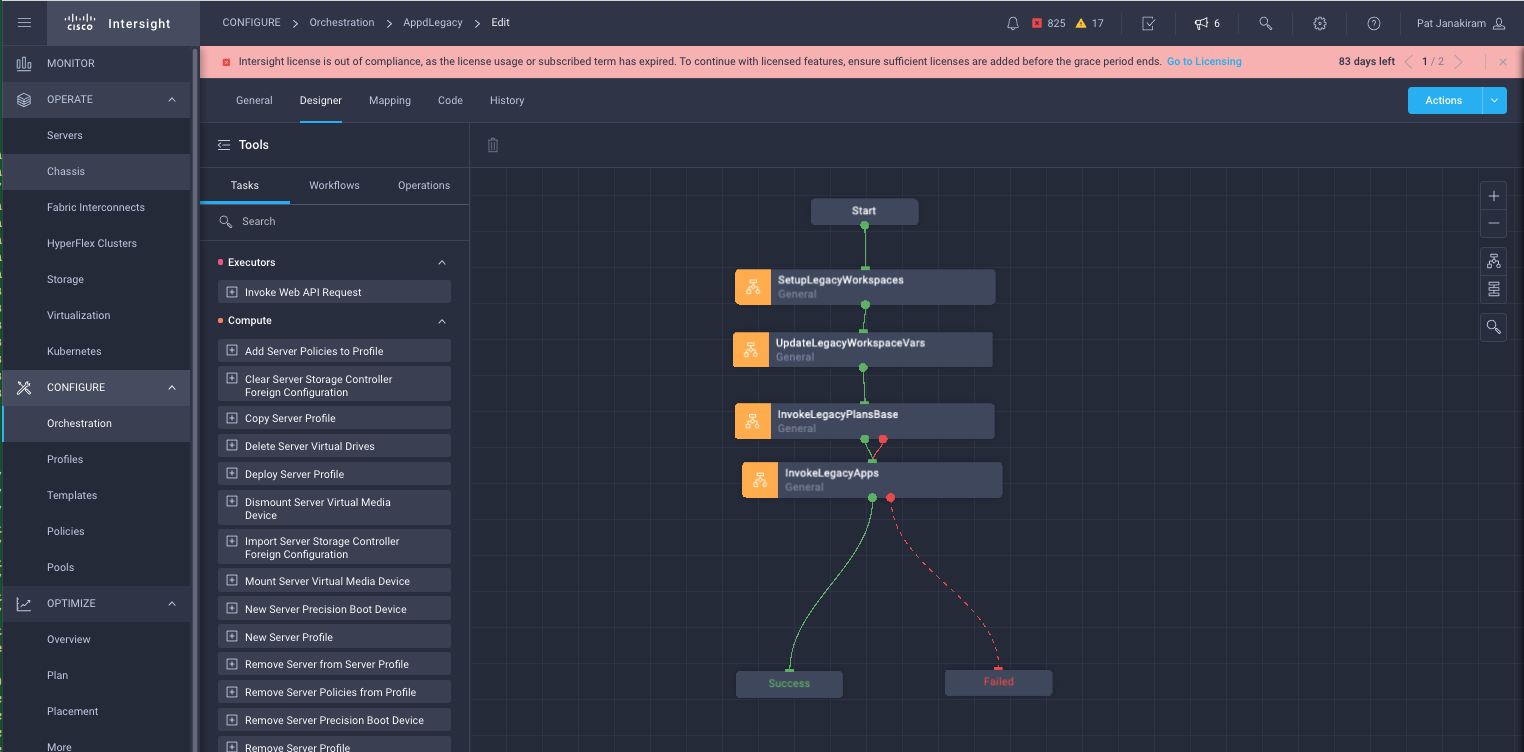 CISCO
Intersight
CONFIGURE > Orchestration > AppdLegacy > Edit
825
17
6
Pat Janakiram
Intersight license is out of compliance, as the license usage or subscribed term has expired. To continue with licensed features, ensure sufficient licenses are added before the grace period ends. Go to Licensing
83 days left
1 / 2
MONITOR
OPERATE
Servers
Chassis
Fabric Interconnects
HyperFlex Clusters
Storage
Virtualization
Kubernetes
CONFIGURE
Orchestration
Profiles
Templates
Policies
Pools
OPTIMIZE
Overview
Plan
Placement
More
General
Designer
Mapping
Code
History
Actions
Tools
Tasks
Workflows
Operations
Search
Executors
Invoke Web API Request
Compute
Add Server Policies to Profile
Clear Server Storage Controller
Foreign Configuration
Copy Server Profile
Delete Server Virtual Drives
Deploy Server Profile
Dismount Server Virtual Media
Device
Import Server Storage Controller
Foreign Configuration
Mount Server Virtual Media Device
New Server Precision Boot Device
New Server Profile
Remove Server from Server Profile
Remove Server Policies from Profile
Remove Server Precision Boot Device
Remove Server Profile
Start
SetupLegacyWorkspaces
General
UpdateLegacyWorkspaceVars
General
InvokeLegacyPlansBase
General
InvokeLegacyApps
General
Success
Failed